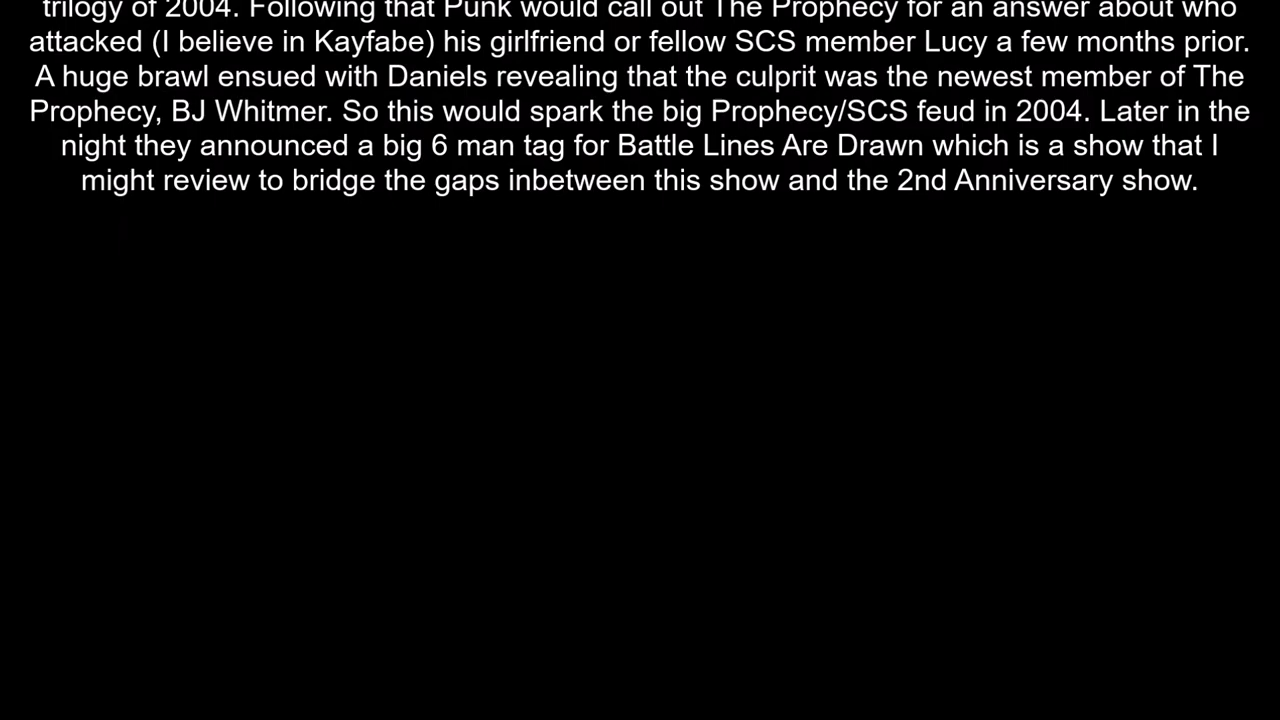 trilogy of 2004. Following that Punk would call out The Prophecy for an answer about who
attacked (I believe in Kayfabe) his girlfriend or fellow SCS member Lucy a few months prior.
A huge brawl ensued with Daniels revealing that the culprit was the newest member of The
Prophecy, BJ Whitmer. So this would spark the big Prophecy/SCS feud in 2004. Later in the
night they announced a big 6 man tag for Battle Lines Are Drawn which is a show that I
might review to bridge the gaps inbetween this show and the 2nd Anniversary show.